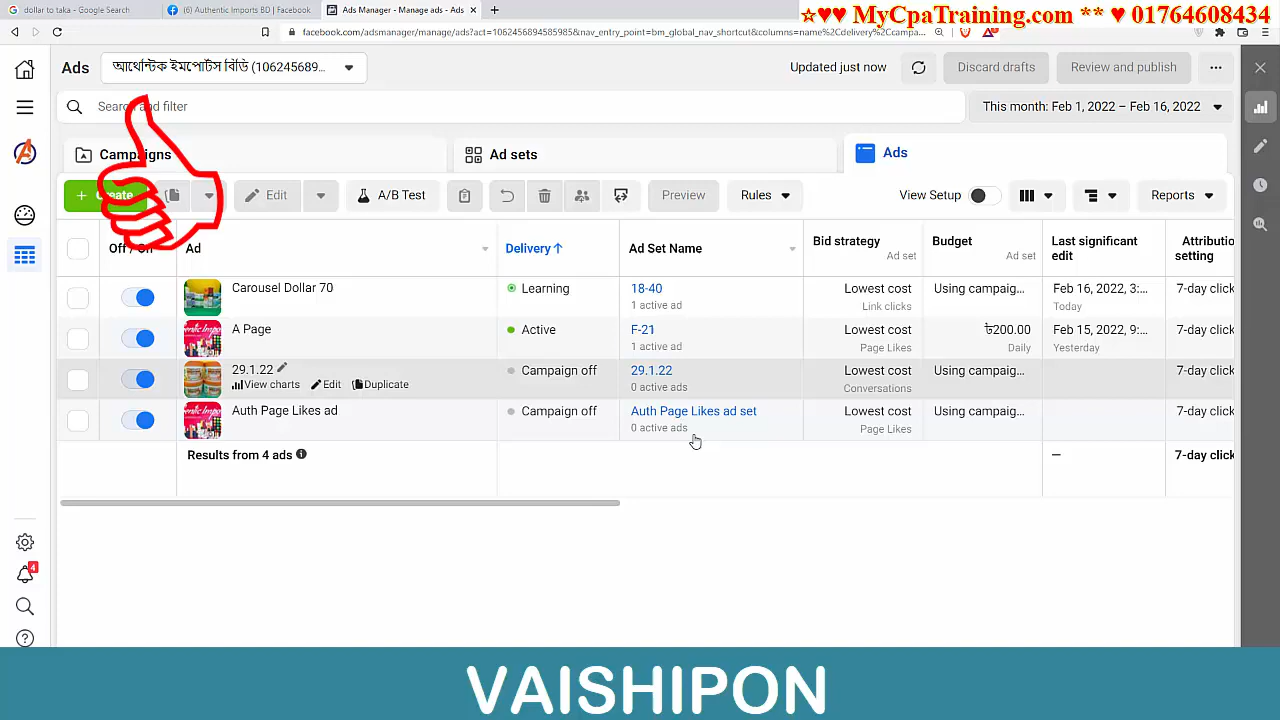 dollar to taka - Google Search
(6) Authentic Imports BD | Facebook
Ads Manager - Manage ads - Ads
☆♥♥ MyCpaTraining.com ** ♥ 01764608434
facebook.com/adsmanager/manage/ads?act=1062456894585985&nav_entry_point=bm_global_nav_shortcut&columns=name%2Cdelivery%2Ccampa...
Ads
আথেন্টিক ইমপোর্টস বিডি (106245689...
Updated just now
Discard drafts
Review and publish
Search and filter
This month: Feb 1, 2022 – Feb 16, 2022
Campaigns
Ad sets
Ads
+ Create
Edit
A/B Test
Preview
Rules
View Setup
Reports
Off / On
Ad
Delivery ↑
Ad Set Name
Bid strategy
Ad set
Budget
Ad set
Last significant edit
Attributio
setting
Carousel Dollar 70
Learning
18-40
1 active ad
Lowest cost
Link clicks
Using campaig...
Feb 16, 2022, 3:...
Today
7-day click
A Page
Active
F-21
1 active ad
Lowest cost
Page Likes
৳200.00
Daily
Feb 15, 2022, 9:...
Yesterday
7-day click
29.1.22
View charts
Edit
Duplicate
Campaign off
29.1.22
0 active ads
Lowest cost
Conversations
Using campaig...
7-day click
Auth Page Likes ad
Campaign off
Auth Page Likes ad set
0 active ads
Lowest cost
Page Likes
Using campaig...
7-day click
Results from 4 ads
—
7-day click
4
VAISHIPON